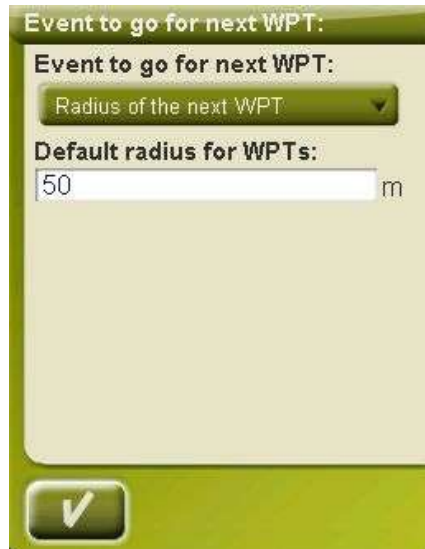 Event to go for next WPT:
Event to go for next WPT:
Radius of the next WPT
Default radius for WPTs:
50 m